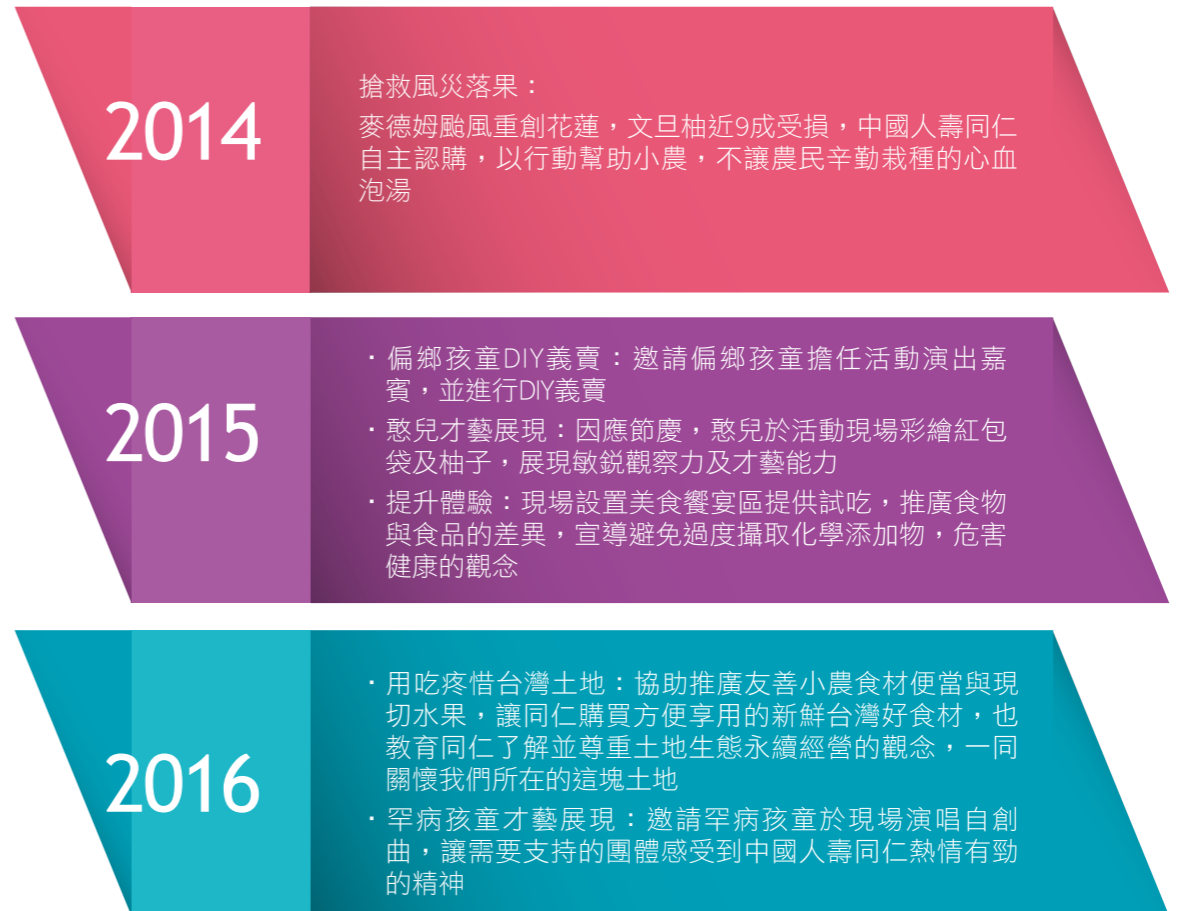 2014
搶救風災落果：
麥德姆颱風重創花蓮，文旦柚近9成受損，中國人壽同仁
自主認購，以行動幫助小農，不讓農民辛勤栽種的心血
泡湯
2015
・偏鄉孩童DIY義賣：邀請偏鄉孩童擔任活動演出嘉
賓，並進行DIY義賣
・憨兒才藝展現：因應節慶，憨兒於活動現場彩繪紅包
袋及柚子，展現敏銳觀察力及才藝能力
・提升體驗：現場設置美食饗宴區提供試吃，推廣食物
與食品的差異，宣導避免過度攝取化學添加物，危害
健康的觀念
2016
・用吃疼惜台灣土地：協助推廣友善小農食材便當與現
切水果，讓同仁購買方便享用的新鮮台灣好食材，也
教育同仁了解並尊重土地生態永續經營的觀念，一同
關懷我們所在的這塊土地
・罕病孩童才藝展現：邀請罕病孩童於現場演唱自創
曲，讓需要支持的團體感受到中國人壽同仁熱情有勁
的精神